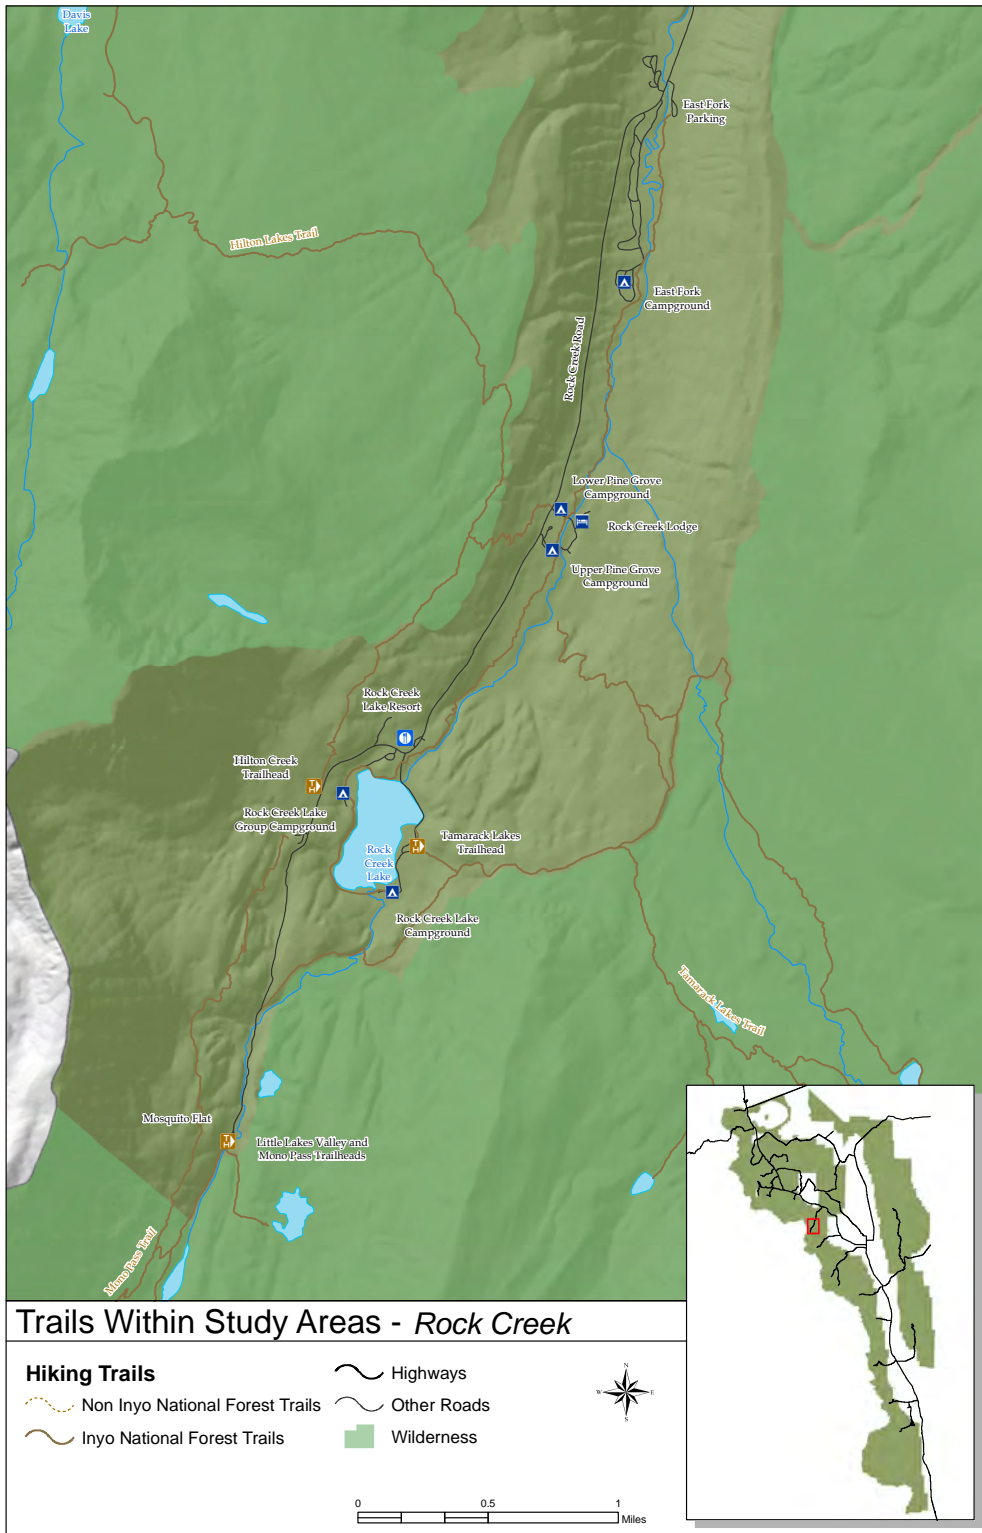 Davis
Lake
East Fork
Parking
Hilton Lakes Trail
East Fork
Campground
Rock Creek Road
Lower Pine Grove
Campground
Rock Creek Lodge
Upper Pine Grove
Campground
Rock Creek
Lake Resort
Hilton Creek
Trailhead
TH
Rock Creek Lake
Group Campground
Rock
Creek
Lake
TH
Tamarack Lakes
Trailhead
Rock Creek Lake
Campground
Tamarack Lakes Trail
Mosquito Flat
TH
Little Lakes Valley and
Mono Pass Trailheads
Mono Pass Trail
Trails Within Study Areas - Rock Creek
Hiking Trails
Non Inyo National Forest Trails
Inyo National Forest Trails
Highways
Other Roads
Wilderness
N
W E
S
0 0.5 1
Miles